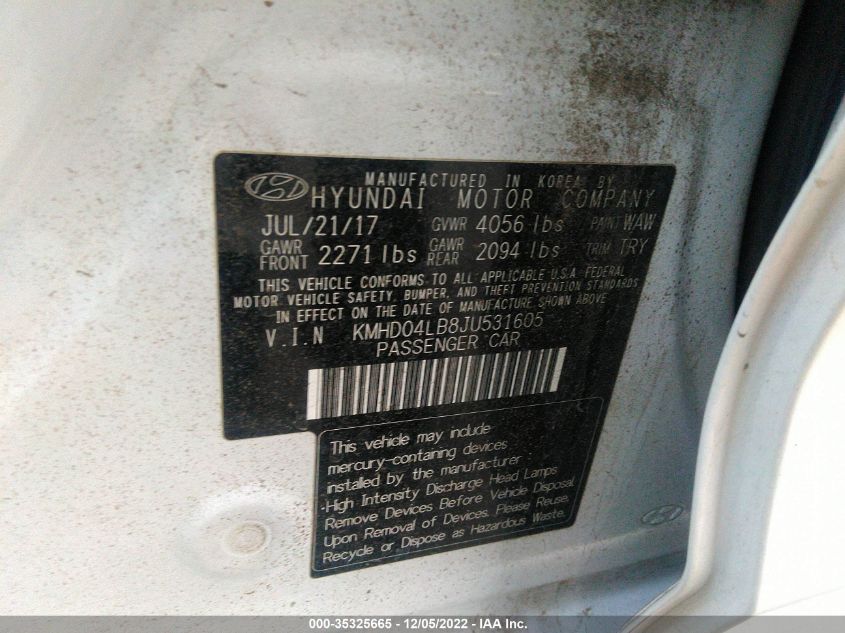 MANUFACTURED IN KOREA BY
HYUNDAI MOTOR COMPANY
JUL/21/17 GVWR 4056 lbs PAINT WAW
GAWR FRONT 2271 lbs GAWR REAR 2094 lbs TRIM TRY
THIS VEHICLE CONFORMS TO ALL APPLICABLE U.S.A. FEDERAL
MOTOR VEHICLE SAFETY, BUMPER, AND THEFT PREVENTION STANDARDS
IN EFFECT ON THE DATE OF MANUFACTURE SHOWN ABOVE
V.I.N KMHD04LB8JU531605
PASSENGER CAR
This vehicle may include
mercury-containing devices
installed by the manufacturer :
·High Intensity Discharge Head Lamps
Remove Devices Before Vehicle Disposal
Upon Removal of Devices. Please Reuse,
Recycle or Dispose as Hazardous Waste.
000-35325665 - 12/05/2022 - IAA Inc.